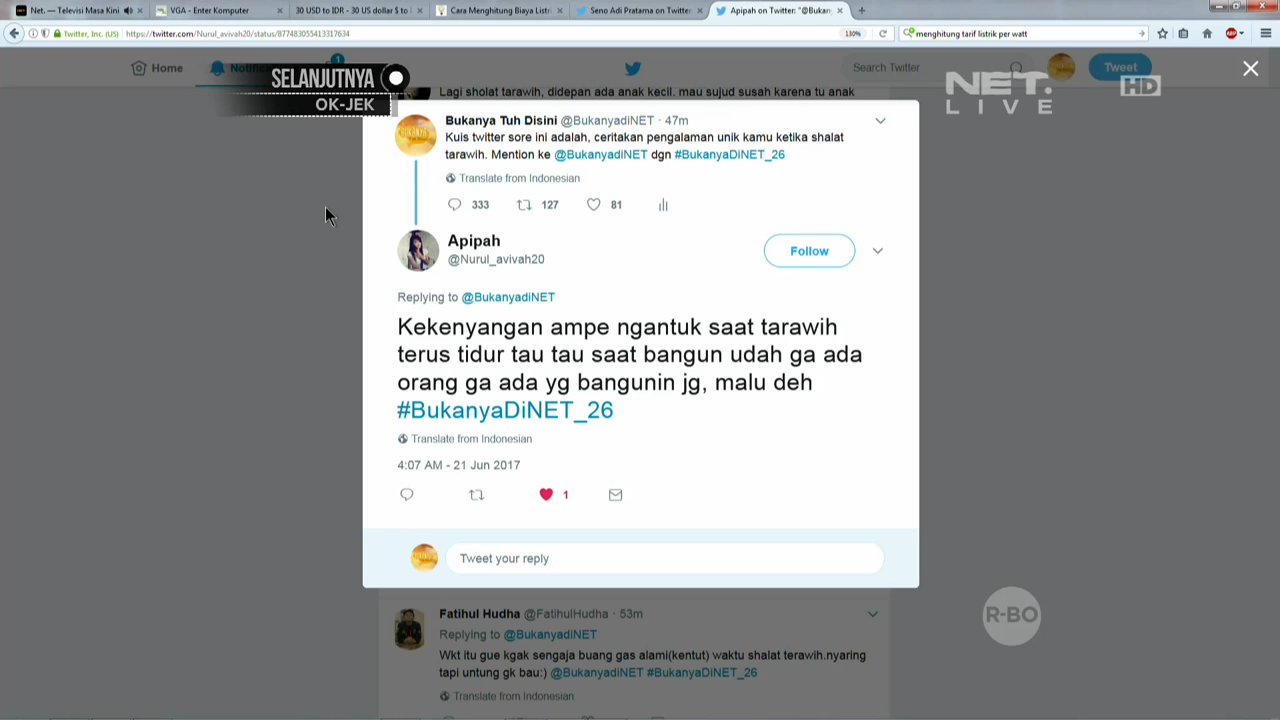 Net. — Televisi Masa Kini
VGA - Enter Komputer
30 USD to IDR - 30 US dollar $ to
Cara Menghitung Biaya Listr
Seno Adi Pratama on Twitter
Apipah on Twitter: "@Bukan
Twitter, Inc. (US)
https://twitter.com/Nurul_avivah20/status/877483055413317634
130%
menghitung tarif listrik per watt
Home
1
SELANJUTNYA
OK-JEK
Search Twitter
Tweet
NET.
LIVE
HD
Lagi sholat tarawih, didepan ada anak kecil. mau sujud susah karena tu anak
Bukanya Tuh Disini @BukanyadiNET · 47m
Kuis twitter sore ini adalah, ceritakan pengalaman unik kamu ketika shalat
tarawih. Mention ke @BukanyadiNET dgn #BukanyaDiNET_26
Translate from Indonesian
333 127 81
Apipah
@Nurul_avivah20
Follow
Replying to @BukanyadiNET
Kekenyangan ampe ngantuk saat tarawih
terus tidur tau tau saat bangun udah ga ada
orang ga ada yg bangunin jg, malu deh
#BukanyaDiNET_26
Translate from Indonesian
4:07 AM - 21 Jun 2017
1
Tweet your reply
R-BO
Fatihul Hudha @FatihulHudha · 53m
Replying to @BukanyadiNET
Wkt itu gue kgak sengaja buang gas alami(kentut) waktu shalat terawih.nyaring
tapi untung gk bau:) @BukanyadiNET #BukanyaDiNET_26
Translate from Indonesian